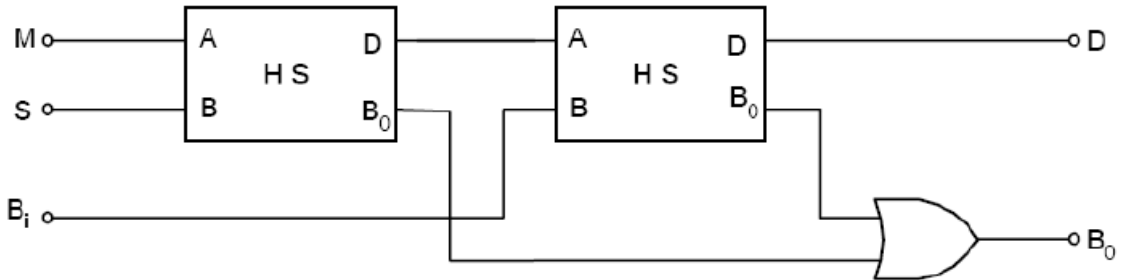 M A D A D D
H S H S
S B B₀ B B₀
Bᵢ
B₀